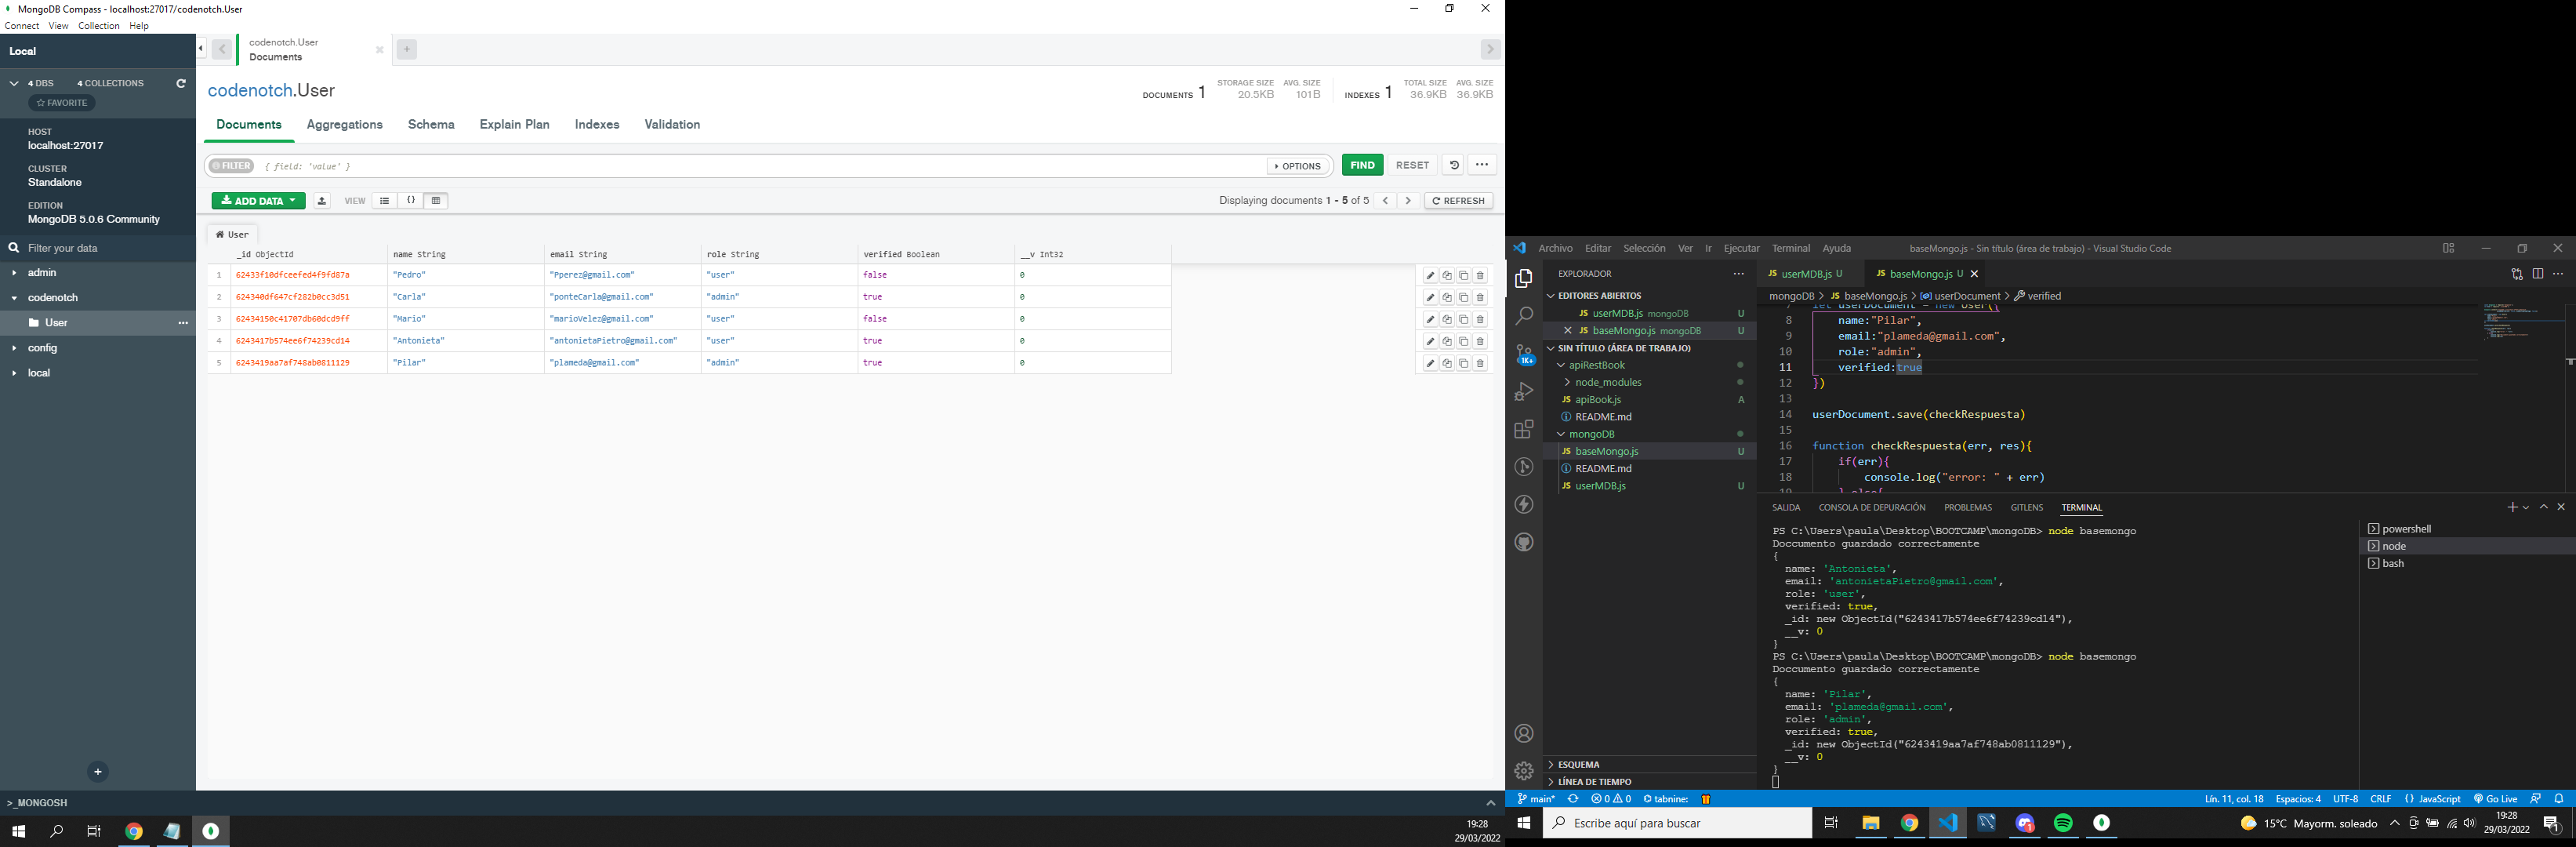 MongoDB Compass - localhost:27017/codenotch.User
Connect View Collection Help
Local
4 DBS 4 COLLECTIONS
FAVORITE
HOST
localhost:27017
CLUSTER
Standalone
EDITION
MongoDB 5.0.6 Community
Filter your data
admin
codenotch
User
config
local
>_MONGOSH
codenotch.User
Documents
codenotch.User
DOCUMENTS 1
STORAGE SIZE AVG. SIZE
20.5KB 101B
INDEXES 1
TOTAL SIZE AVG. SIZE
36.9KB 36.9KB
Documents Aggregations Schema Explain Plan Indexes Validation
FILTER { field: 'value' } OPTIONS FIND RESET
ADD DATA VIEW {} Displaying documents 1 - 5 of 5 REFRESH
User
_id ObjectId name String email String role String verified Boolean __v Int32
1 62433f10dfceefed4f9fd87a "Pedro" "Pperez@gmail.com" "user" false 0
2 624340df647cf282b0cc3d51 "Carla" "ponteCarla@gmail.com" "admin" true 0
3 62434150c41707db60dcd9ff "Mario" "marioVelez@gmail.com" "user" false 0
4 6243417b574ee6f74239cd14 "Antonieta" "antonietaPietro@gmail.com" "user" true 0
5 6243419aa7af748ab0811129 "Pilar" "plameda@gmail.com" "admin" true 0
19:28
29/03/2022
Archivo Editar Selección Ver Ir Ejecutar Terminal Ayuda
baseMongo.js - Sin título (área de trabajo) - Visual Studio Code
EXPLORADOR
EDITORES ABIERTOS
JS userMDB.js mongoDB U
JS baseMongo.js mongoDB U
SIN TÍTULO (ÁREA DE TRABAJO)
apiRestBook
node_modules
JS apiBook.js A
README.md
mongoDB
JS baseMongo.js U
README.md
JS userMDB.js U
ESQUEMA
LÍNEA DE TIEMPO
1K+
JS userMDB.js U JS baseMongo.js U
mongoDB > JS baseMongo.js > userDocument > verified
7 let userDocument = new User({
8 name:"Pilar",
9 email:"plameda@gmail.com",
10 role:"admin",
11 verified:true
12 })
13
14 userDocument.save(checkRespuesta)
15
16 function checkRespuesta(err, res){
17 if(err){
18 console.log("error: " + err)
19 } else{
SALIDA CONSOLA DE DEPURACIÓN PROBLEMAS GITLENS TERMINAL
PS C:\Users\paula\Desktop\BOOTCAMP\mongoDB> node basemongo
Doccumento guardado correctamente
{
name: 'Antonieta',
email: 'antonietaPietro@gmail.com',
role: 'user',
verified: true,
_id: new ObjectId("6243417b574ee6f74239cd14"),
__v: 0
}
PS C:\Users\paula\Desktop\BOOTCAMP\mongoDB> node basemongo
Doccumento guardado correctamente
{
name: 'Pilar',
email: 'plameda@gmail.com',
role: 'admin',
verified: true,
_id: new ObjectId("6243419aa7af748ab0811129"),
__v: 0
}
powershell
node
bash
main* 0 0 tabnine: Lín. 11, col. 18 Espacios: 4 UTF-8 CRLF {} JavaScript Go Live
Escribe aquí para buscar
15°C Mayorm. soleado
19:28
29/03/2022
1